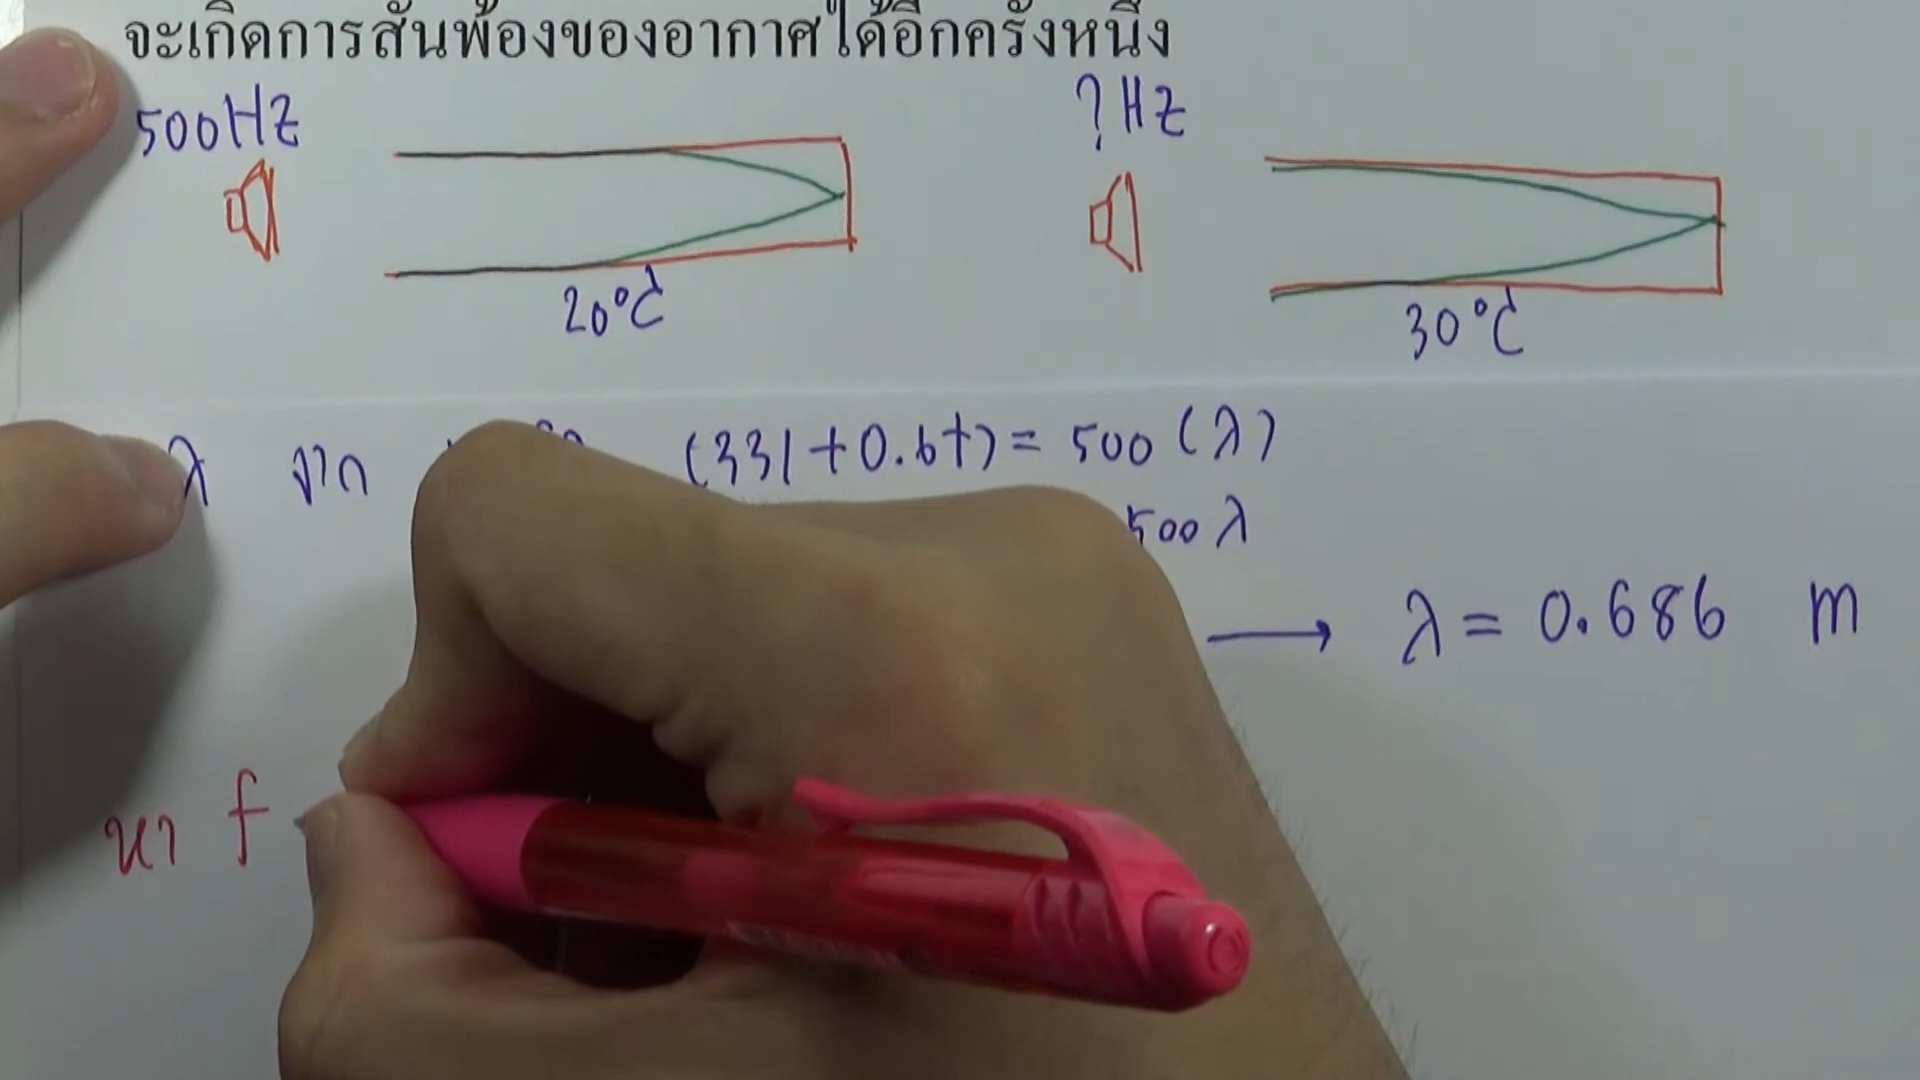 จะเกิดการสั่นพ้องของอากาศได้อีกครั้งหนึ่ง
500Hz
? Hz
20°C
30°C
λ จาก (331+0.6t) = 500 (λ)
500 λ
→ λ = 0.686 m
หา f